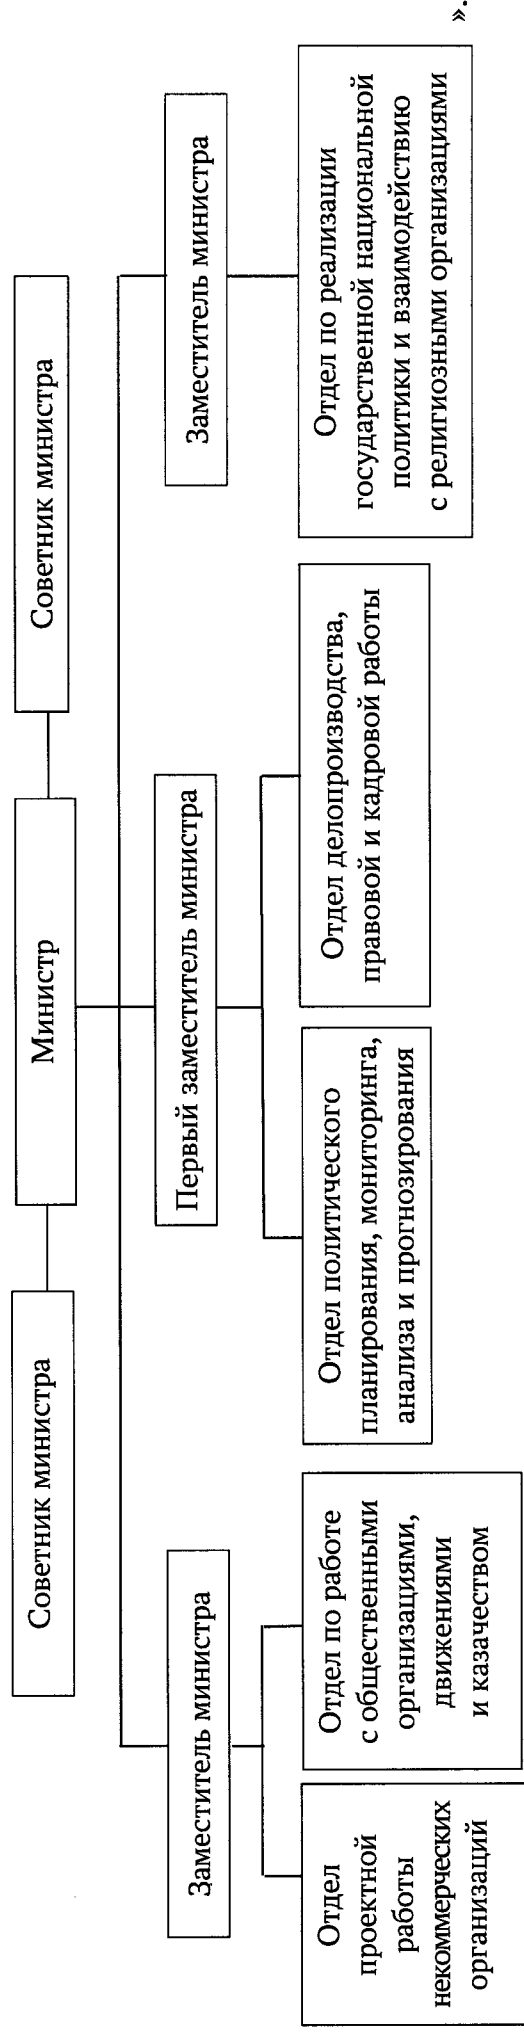 Советник министра
Министр
Советник министра
Заместитель министра
Первый заместитель министра
Заместитель министра
Отдел
проектной
работы
некоммерческих
организаций
Отдел по работе
с общественными
организациями,
движениями
и казачеством
Отдел политического
планирования, мониторинга,
анализа и прогнозирования
Отдел делопроизводства,
правовой и кадровой работы
Отдел по реализации
государственной национальной
политики и взаимодействию
с религиозными организациями
».